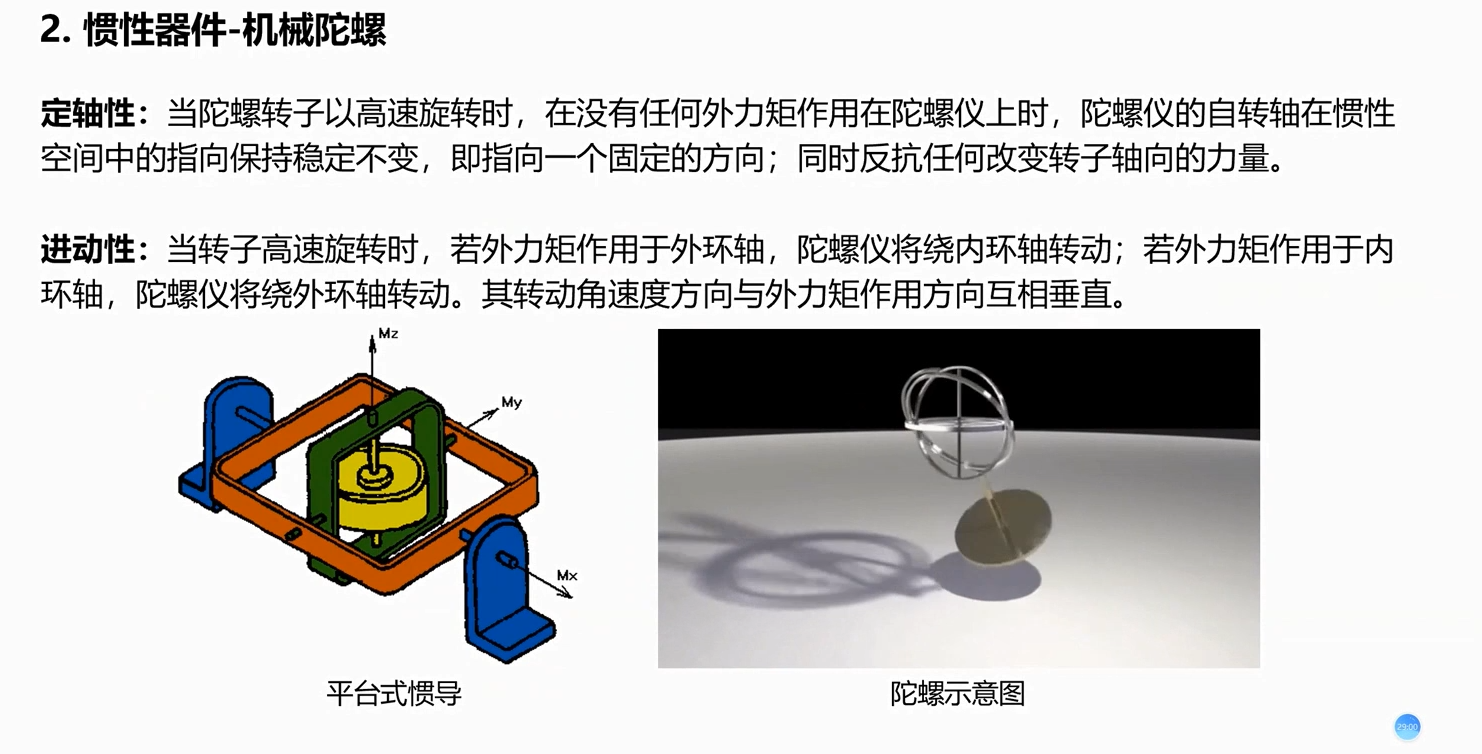 2. 惯性器件-机械陀螺
定轴性：当陀螺转子以高速旋转时，在没有任何外力矩作用在陀螺仪上时，陀螺仪的自转轴在惯性
空间中的指向保持稳定不变，即指向一个固定的方向；同时反抗任何改变转子轴向的力量。
进动性：当转子高速旋转时，若外力矩作用于外环轴，陀螺仪将绕内环轴转动；若外力矩作用于内
环轴，陀螺仪将绕外环轴转动。其转动角速度方向与外力矩作用方向互相垂直。
Mz
My
Mx
平台式惯导
陀螺示意图
29:00